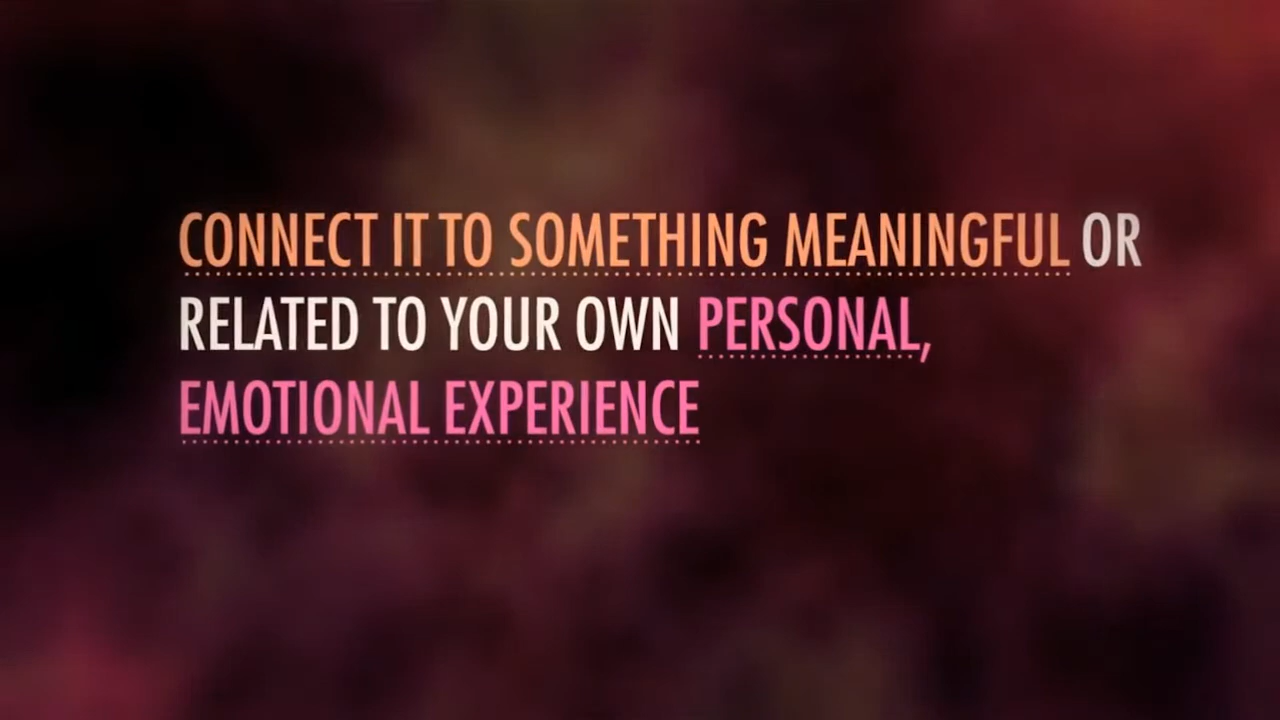 CONNECT IT TO SOMETHING MEANINGFUL OR
RELATED TO YOUR OWN PERSONAL,
EMOTIONAL EXPERIENCE